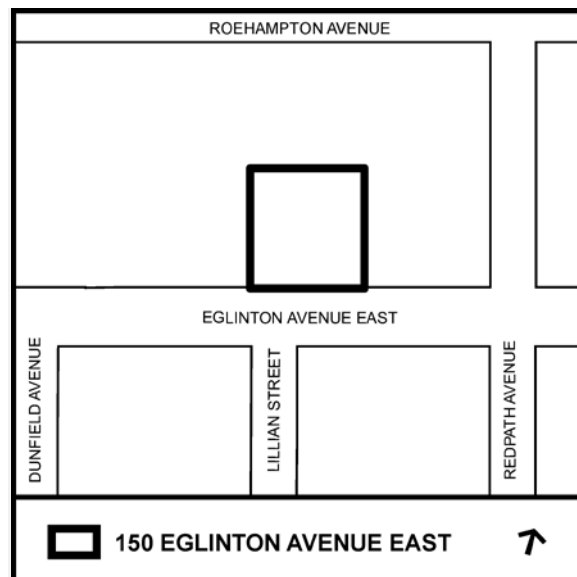 ROEHAMPTON AVENUE
EGLINTON AVENUE EAST
DUNFIELD AVENUE
LILLIAN STREET
REDPATH AVENUE
150 EGLINTON AVENUE EAST